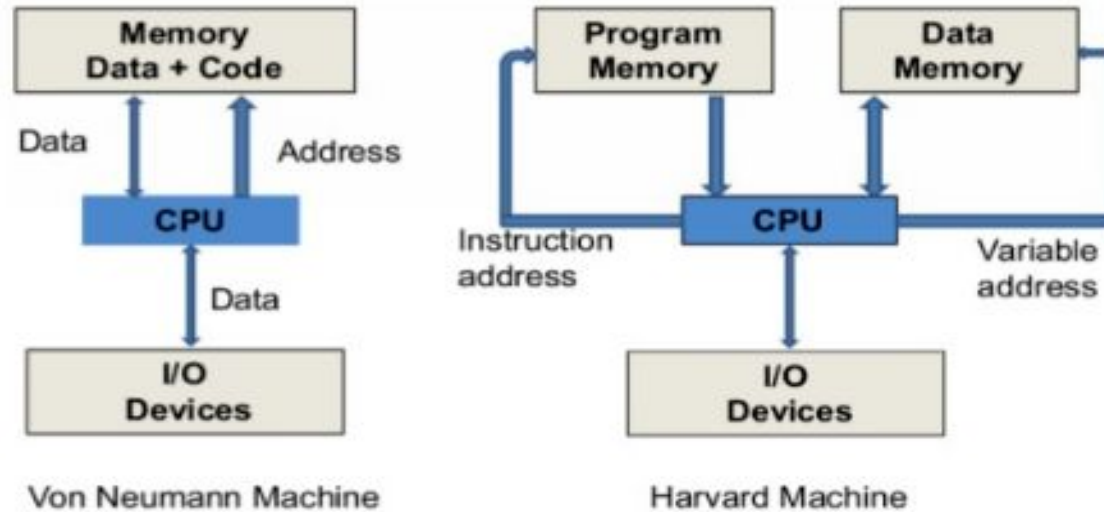 Memory
Data + Code
Data
Address
CPU
Data
I/O
Devices
Von Neumann Machine
Program
Memory
Data
Memory
CPU
Instruction
address
Variable
address
I/O
Devices
Harvard Machine